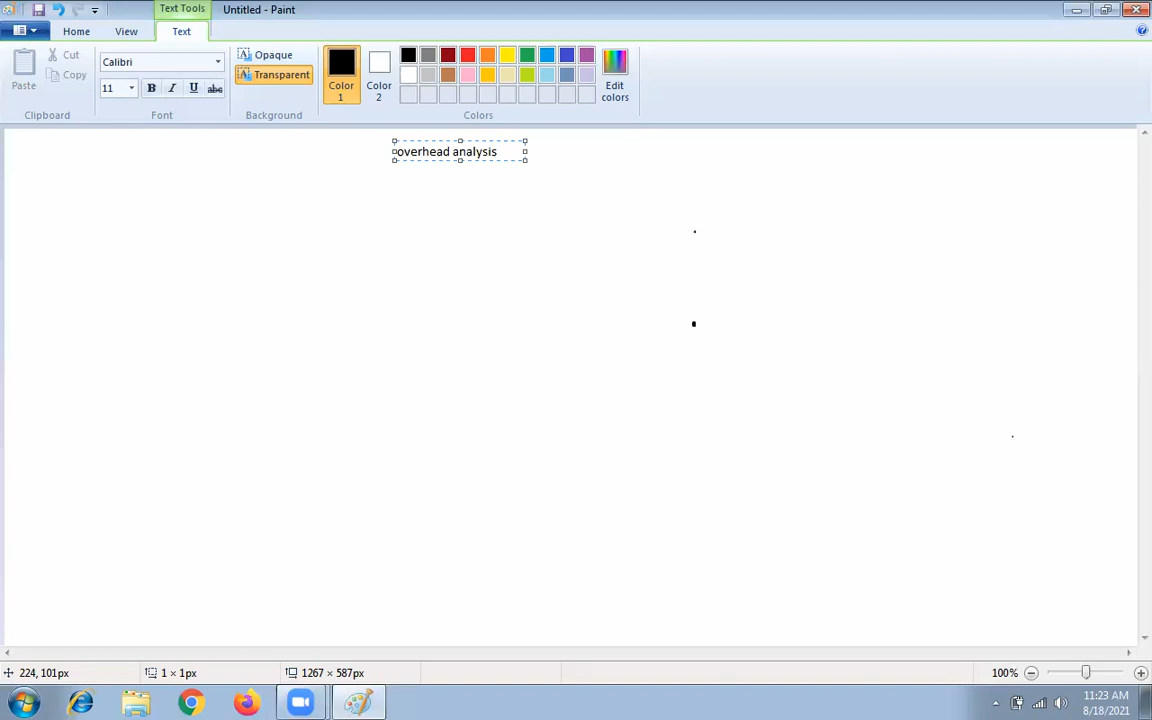 Text Tools
Untitled - Paint
Home
View
Text
Paste
Cut
Copy
Clipboard
Calibri
11
B I U abc
Font
Opaque
Transparent
Background
Color 1
Color 2
Edit colors
Colors
overhead analysis
224, 101px
1 × 1px
1267 × 587px
100%
11:23 AM
8/18/2021